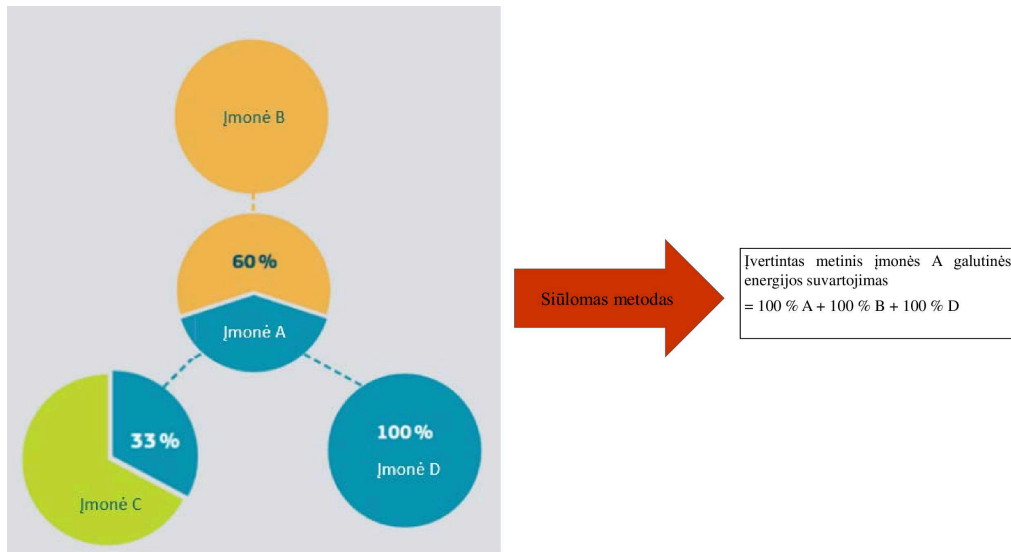 Įmonė B
60 %
Įmonė A
33 %
Įmonė C
100 %
Įmonė D
Siūlomas metodas
Įvertintas metinis įmonės A galutinės
energijos suvartojimas
= 100 % A + 100 % B + 100 % D